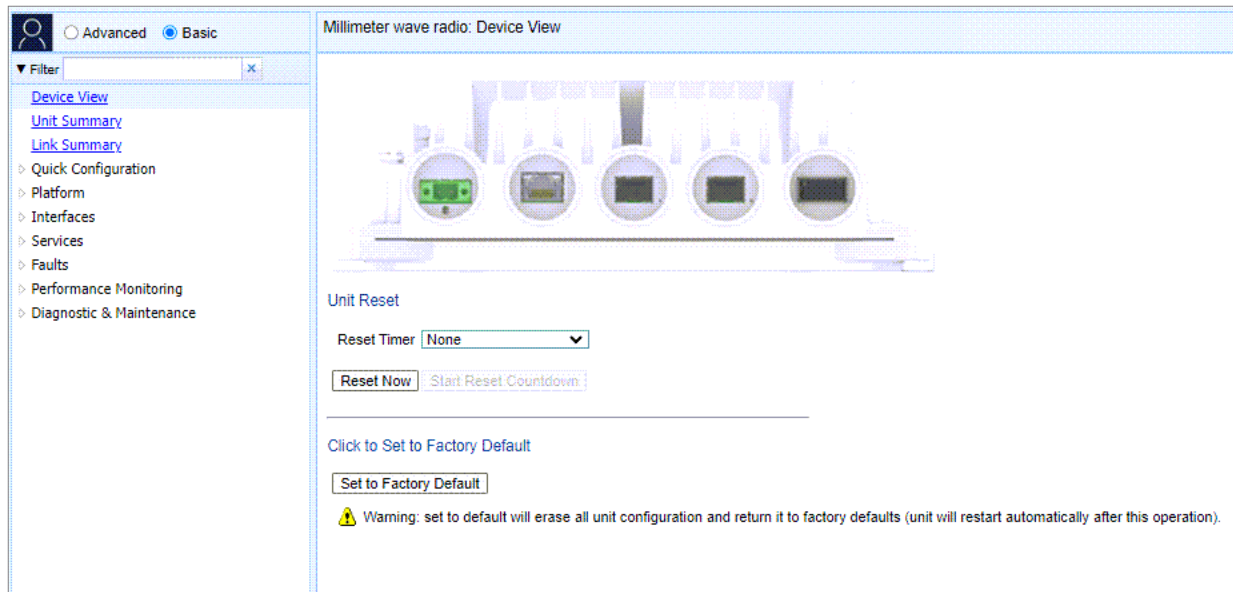 Advanced Basic
Millimeter wave radio: Device View
Filter
Device View
Unit Summary
Link Summary
Quick Configuration
Platform
Interfaces
Services
Faults
Performance Monitoring
Diagnostic & Maintenance
Unit Reset
Reset Timer None
Reset Now Start Reset Countdown
Click to Set to Factory Default
Set to Factory Default
Warning: set to default will erase all unit configuration and return it to factory defaults (unit will restart automatically after this operation).